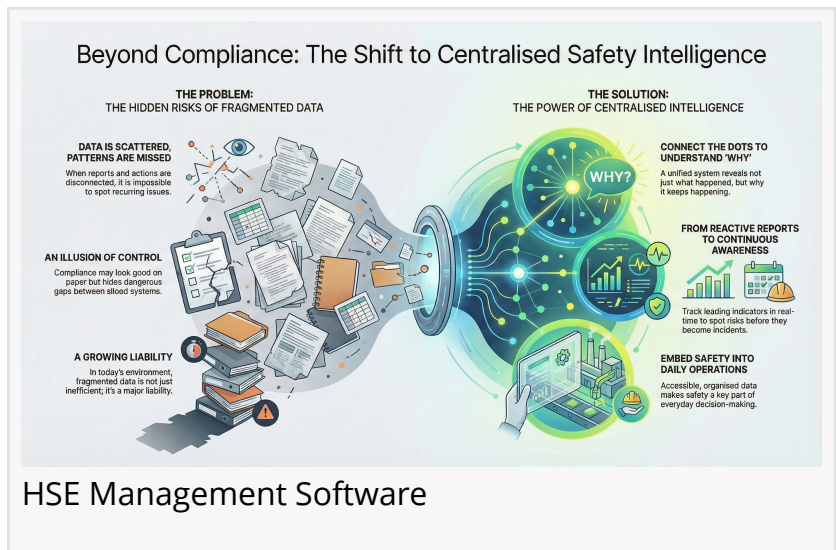 Beyond Compliance: The Shift to Centralised Safety Intelligence
THE PROBLEM:
THE HIDDEN RISKS OF FRAGMENTED DATA
DATA IS SCATTERED,
PATTERNS ARE MISSED
When reports and actions are
disconnected, it is impossible
to spot recurring issues.
AN ILLUSION OF CONTROL
Compliance may look good on
paper but hides dangerous
gaps between siloed systems.
A GROWING LIABILITY
In today's environment,
fragmented data is not just
inefficient; it's a major liability.
THE SOLUTION:
THE POWER OF CENTRALISED INTELLIGENCE
WHY?
CONNECT THE DOTS TO
UNDERSTAND 'WHY'
A unified system reveals not
just what happened, but why
it keeps happening.
FROM REACTIVE REPORTS
TO CONTINUOUS
AWARENESS
Track leading indicators in real-
time to spot risks before they
become incidents.
EMBED SAFETY INTO
DAILY OPERATIONS
Accessible, organised data
makes safety a key part of
everyday decision-making.
HSE Management Software